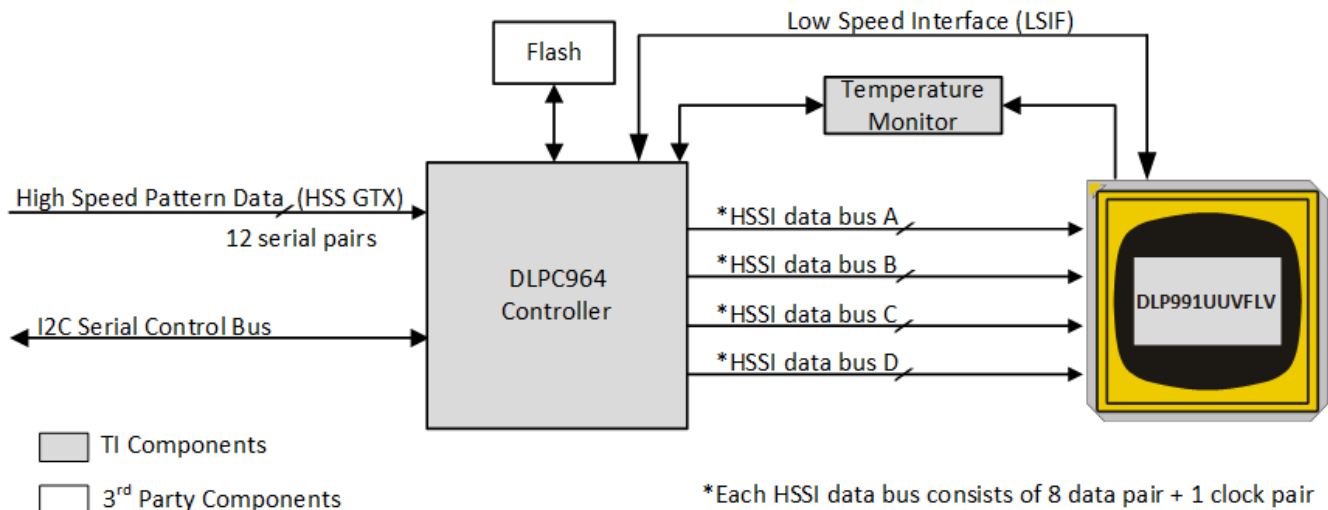 Low Speed Interface (LSIF)
Flash
Temperature
Monitor
High Speed Pattern Data (HSS GTX)
12 serial pairs
I2C Serial Control Bus
DLPC964
Controller
*HSSI data bus A
*HSSI data bus B
*HSSI data bus C
*HSSI data bus D
DLP991UUVFLV
TI Components
3rd Party Components
*Each HSSI data bus consists of 8 data pair + 1 clock pair